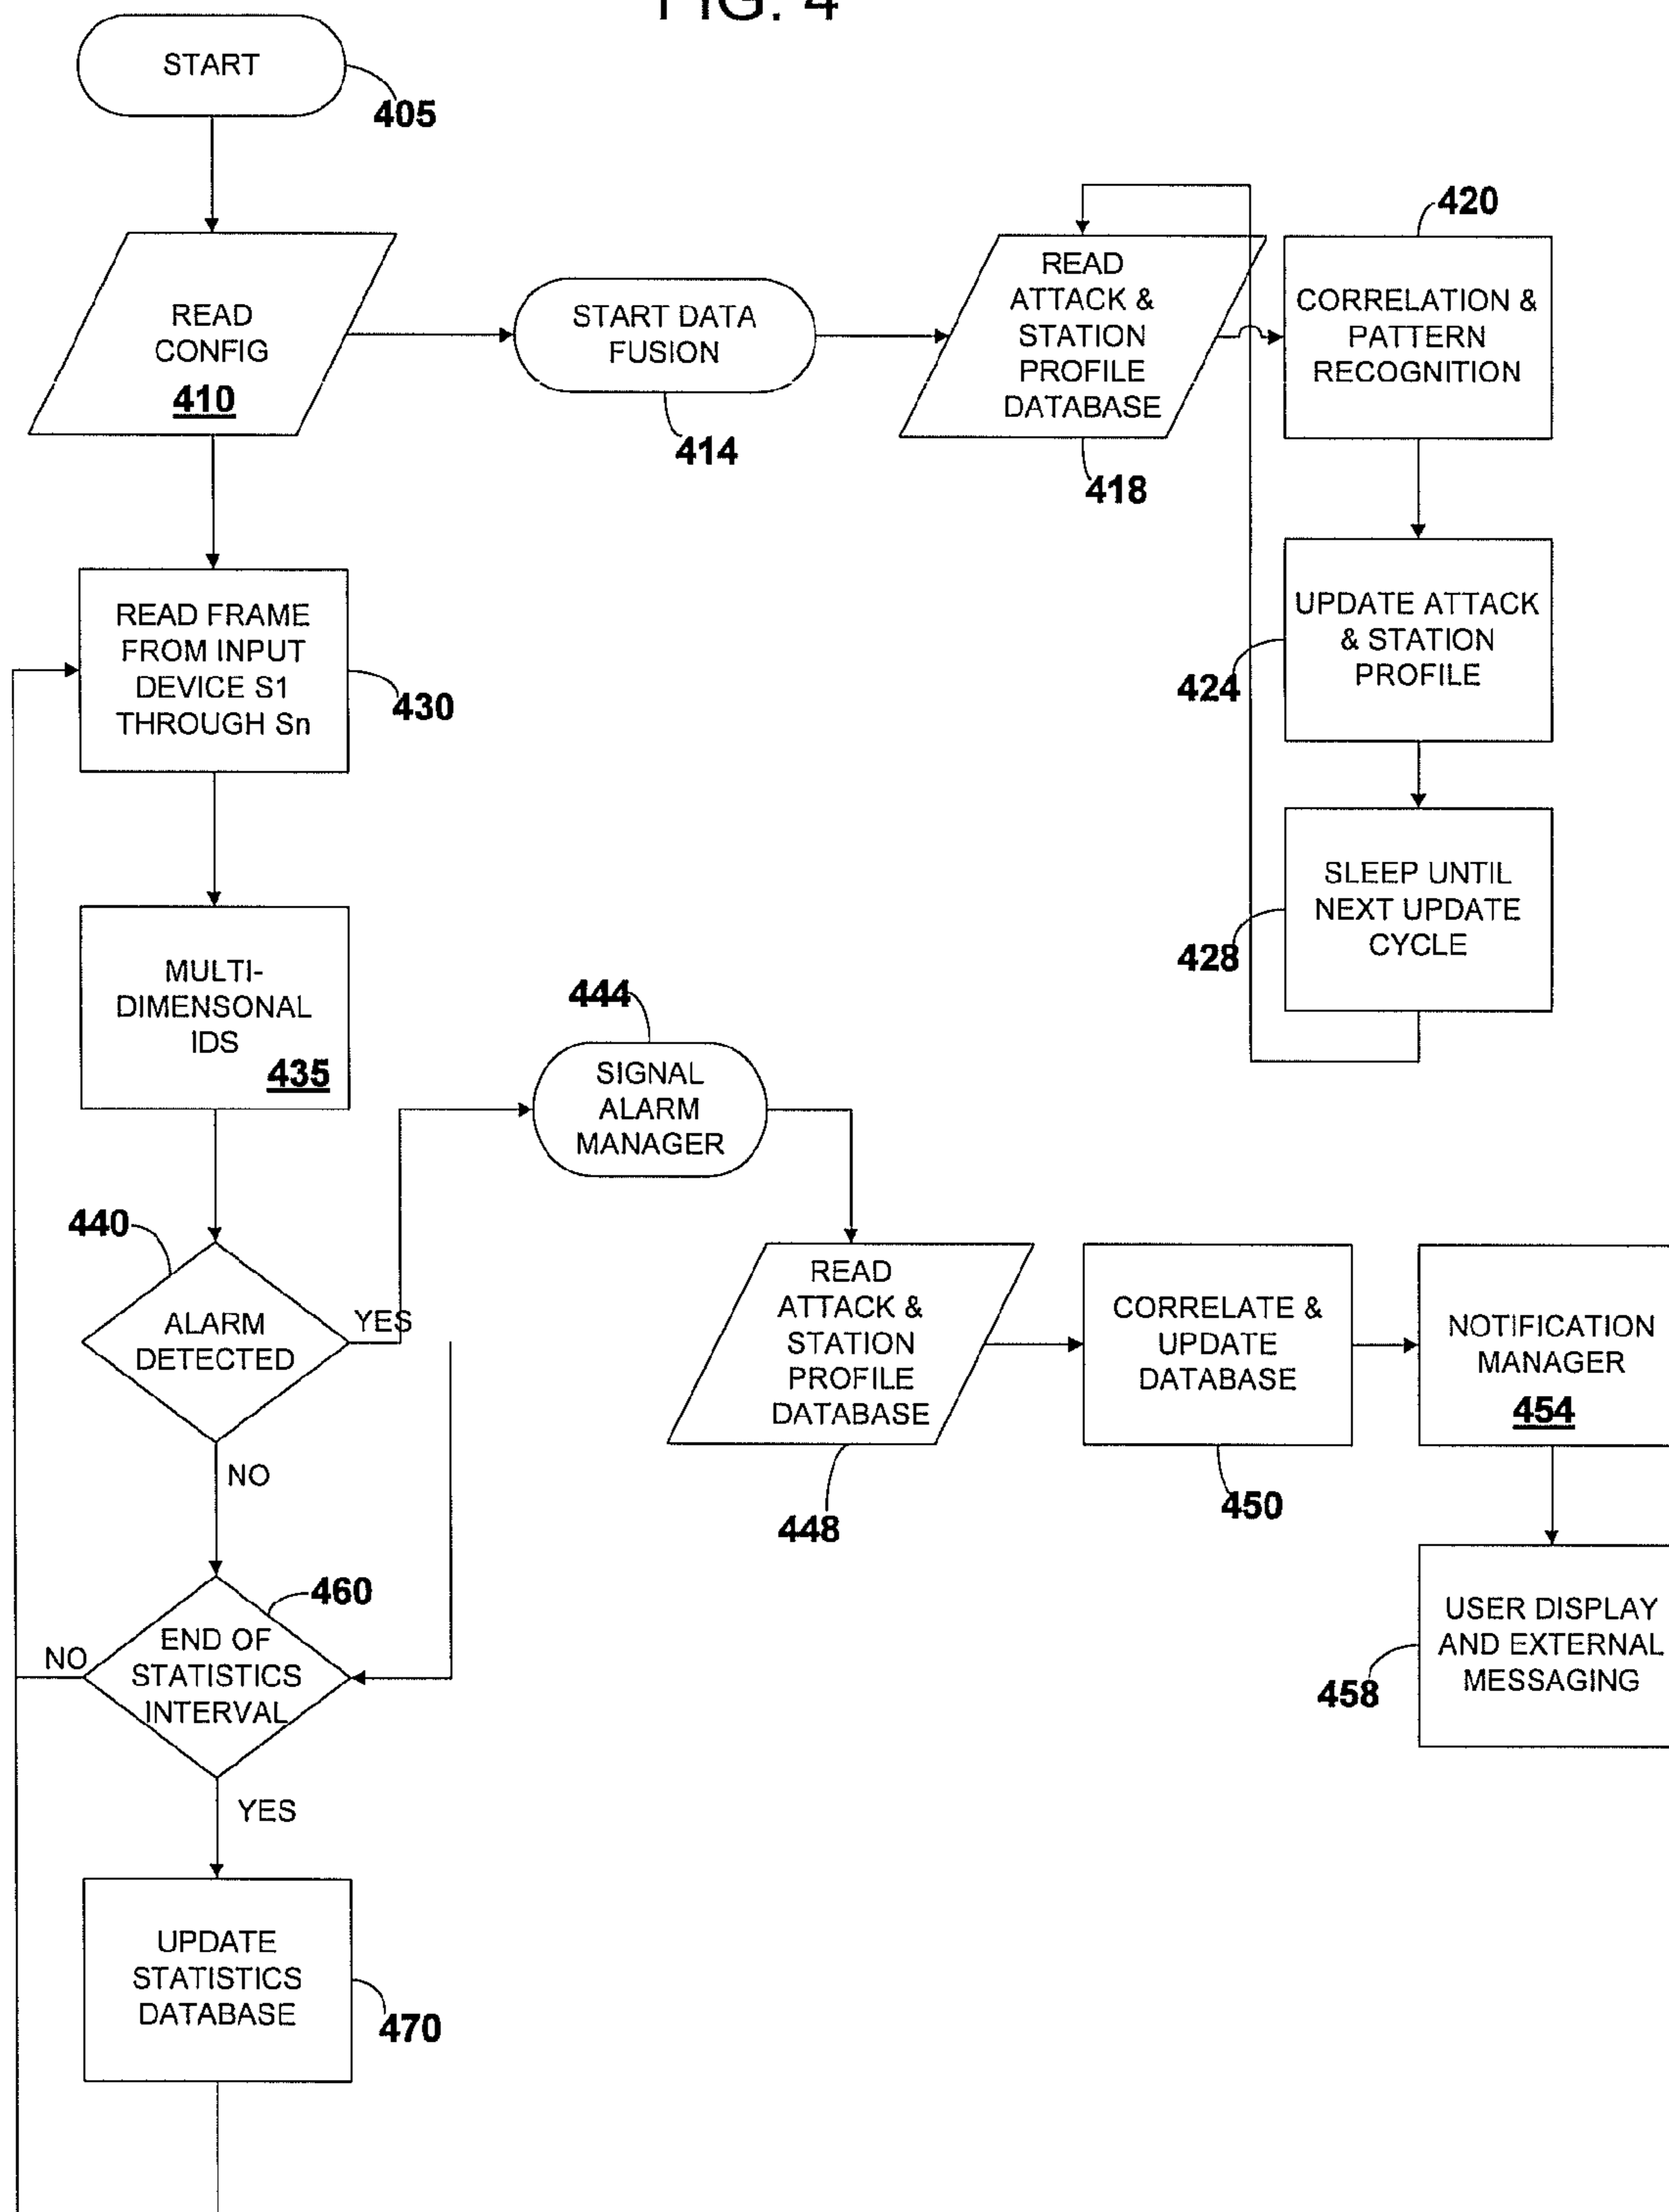 FIG. 4
START
405
READ
CONFIG
410
START DATA
FUSION
414
READ
ATTACK &
STATION
PROFILE
DATABASE
418
420
CORRELATION &
PATTERN
RECOGNITION
UPDATE ATTACK
& STATION
PROFILE
424
SLEEP UNTIL
NEXT UPDATE
CYCLE
428
READ FRAME
FROM INPUT
DEVICE S1
THROUGH Sn
430
MULTI-
DIMENSONAL
IDS
435
440
ALARM
DETECTED
YES
NO
444
SIGNAL
ALARM
MANAGER
READ
ATTACK &
STATION
PROFILE
DATABASE
448
CORRELATE &
UPDATE
DATABASE
450
NOTIFICATION
MANAGER
454
USER DISPLAY
AND EXTERNAL
MESSAGING
458
460
END OF
STATISTICS
INTERVAL
NO
YES
UPDATE
STATISTICS
DATABASE
470